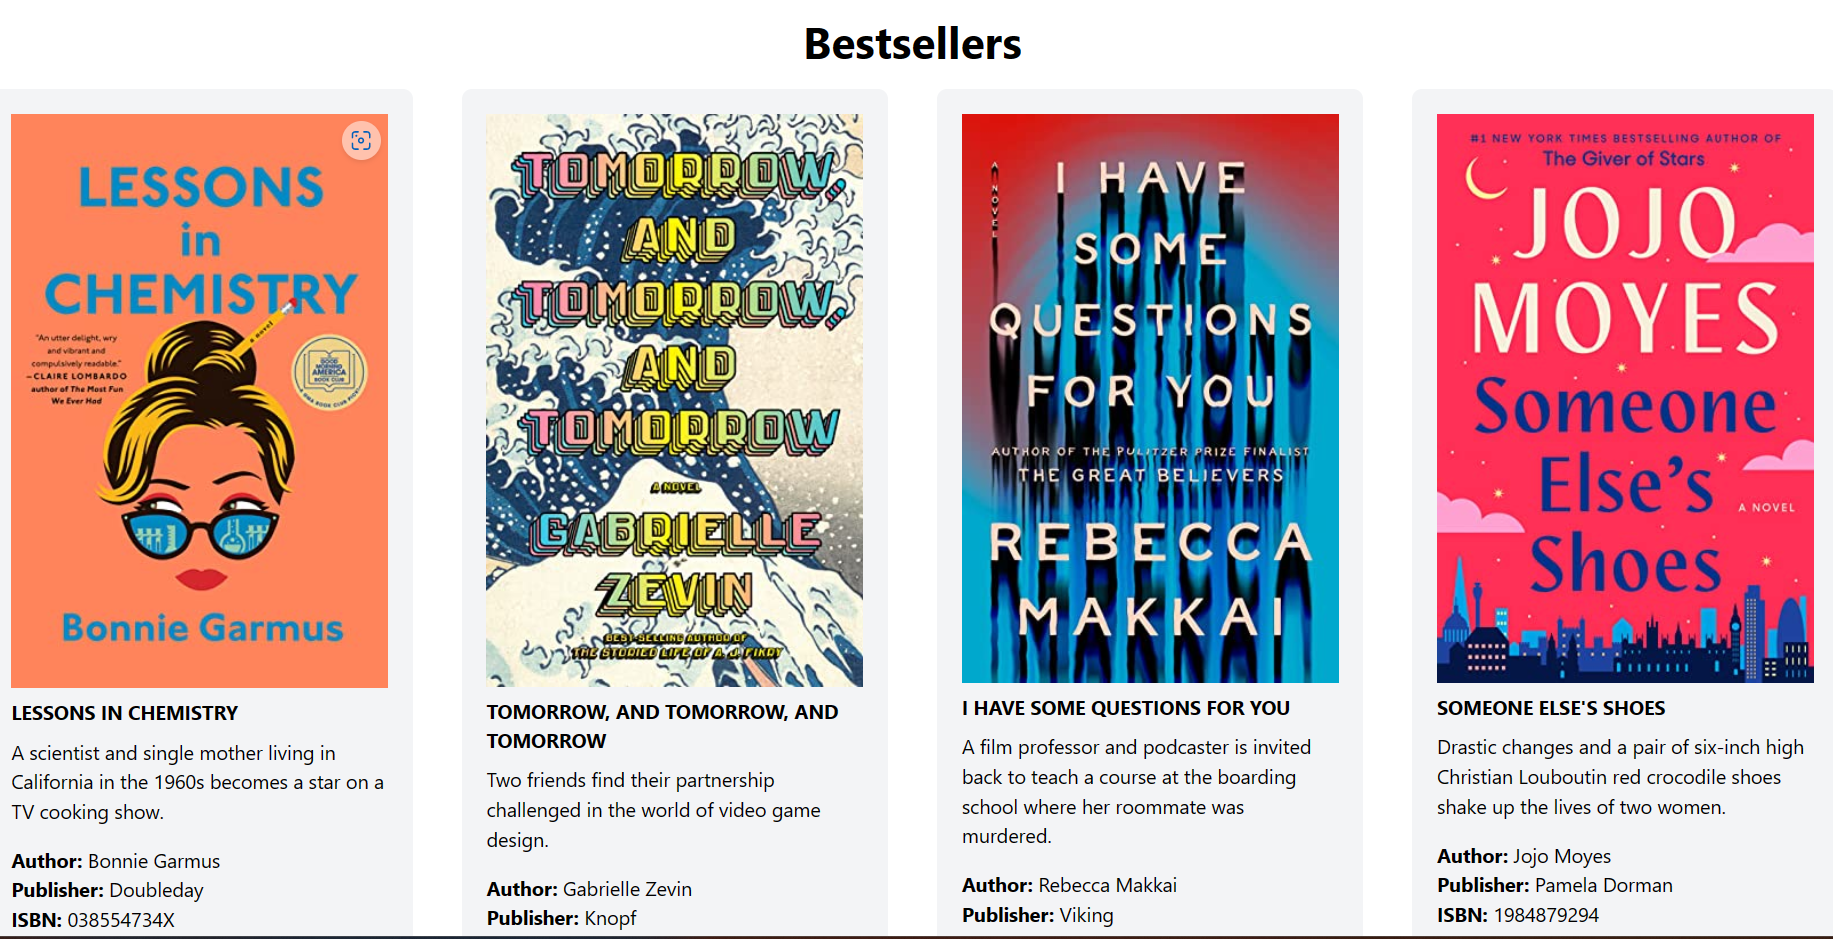 Bestsellers
LESSONS
in
CHEMISTRY
"An utter delight, wry
and vibrant and
compulsively readable."
—CLAIRE LOMBARDO
author of The Most Fun
We Ever Had
a novel
GOOD
MORNING
AMERICA
BOOK CLUB
Bonnie Garmus
LESSONS IN CHEMISTRY
A scientist and single mother living in
California in the 1960s becomes a star on a
TV cooking show.
Author: Bonnie Garmus
Publisher: Doubleday
ISBN: 038554734X
TOMORROW,
AND
TOMORROW,
AND
TOMORROW
A NOVEL
GABRIELLE
ZEVIN
BEST-SELLING AUTHOR OF
THE STORIED LIFE OF A. J. FIKRY
TOMORROW, AND TOMORROW, AND
TOMORROW
Two friends find their partnership
challenged in the world of video game
design.
Author: Gabrielle Zevin
Publisher: Knopf
A NOVEL
I HAVE
SOME
QUESTIONS
FOR YOU
AUTHOR OF THE PULITZER PRIZE FINALIST
THE GREAT BELIEVERS
REBECCA
MAKKAI
I HAVE SOME QUESTIONS FOR YOU
A film professor and podcaster is invited
back to teach a course at the boarding
school where her roommate was
murdered.
Author: Rebecca Makkai
Publisher: Viking
#1 NEW YORK TIMES BESTSELLING AUTHOR OF
The Giver of Stars
JOJO
MOYES
Someone
Else's
A NOVEL
Shoes
SOMEONE ELSE'S SHOES
Drastic changes and a pair of six-inch high
Christian Louboutin red crocodile shoes
shake up the lives of two women.
Author: Jojo Moyes
Publisher: Pamela Dorman
ISBN: 1984879294